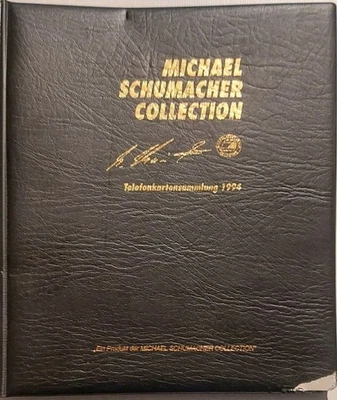 MICHAEL
SCHUMACHER
COLLECTION
Telefonkartensammlung 1994
„Ein Produkt der MICHAEL SCHUMACHER COLLECTION“